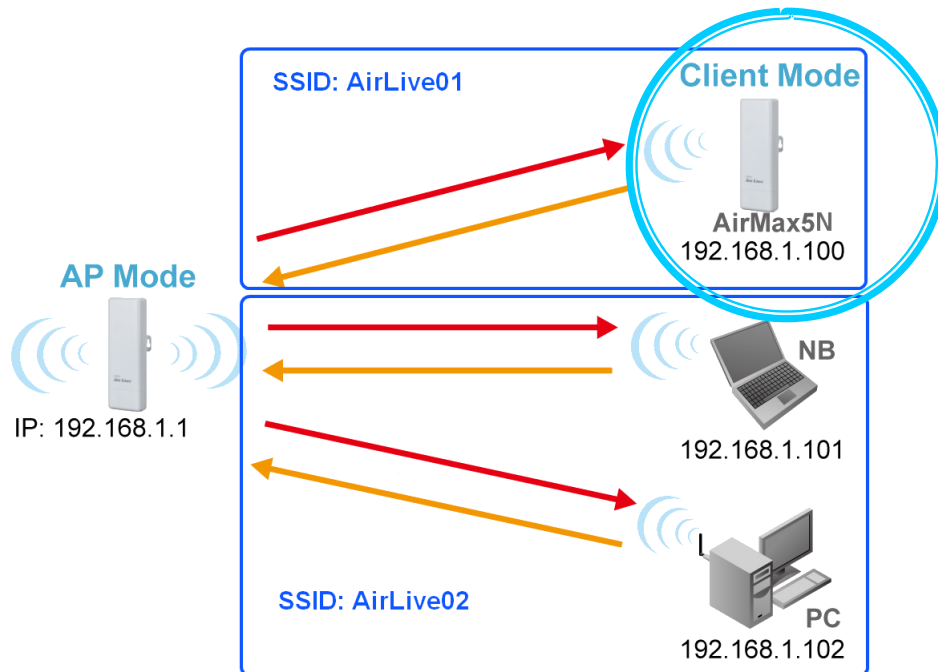 SSID: AirLive01
Client Mode
AirMax5N
192.168.1.100
AP Mode
IP: 192.168.1.1
NB
192.168.1.101
SSID: AirLive02
PC
192.168.1.102